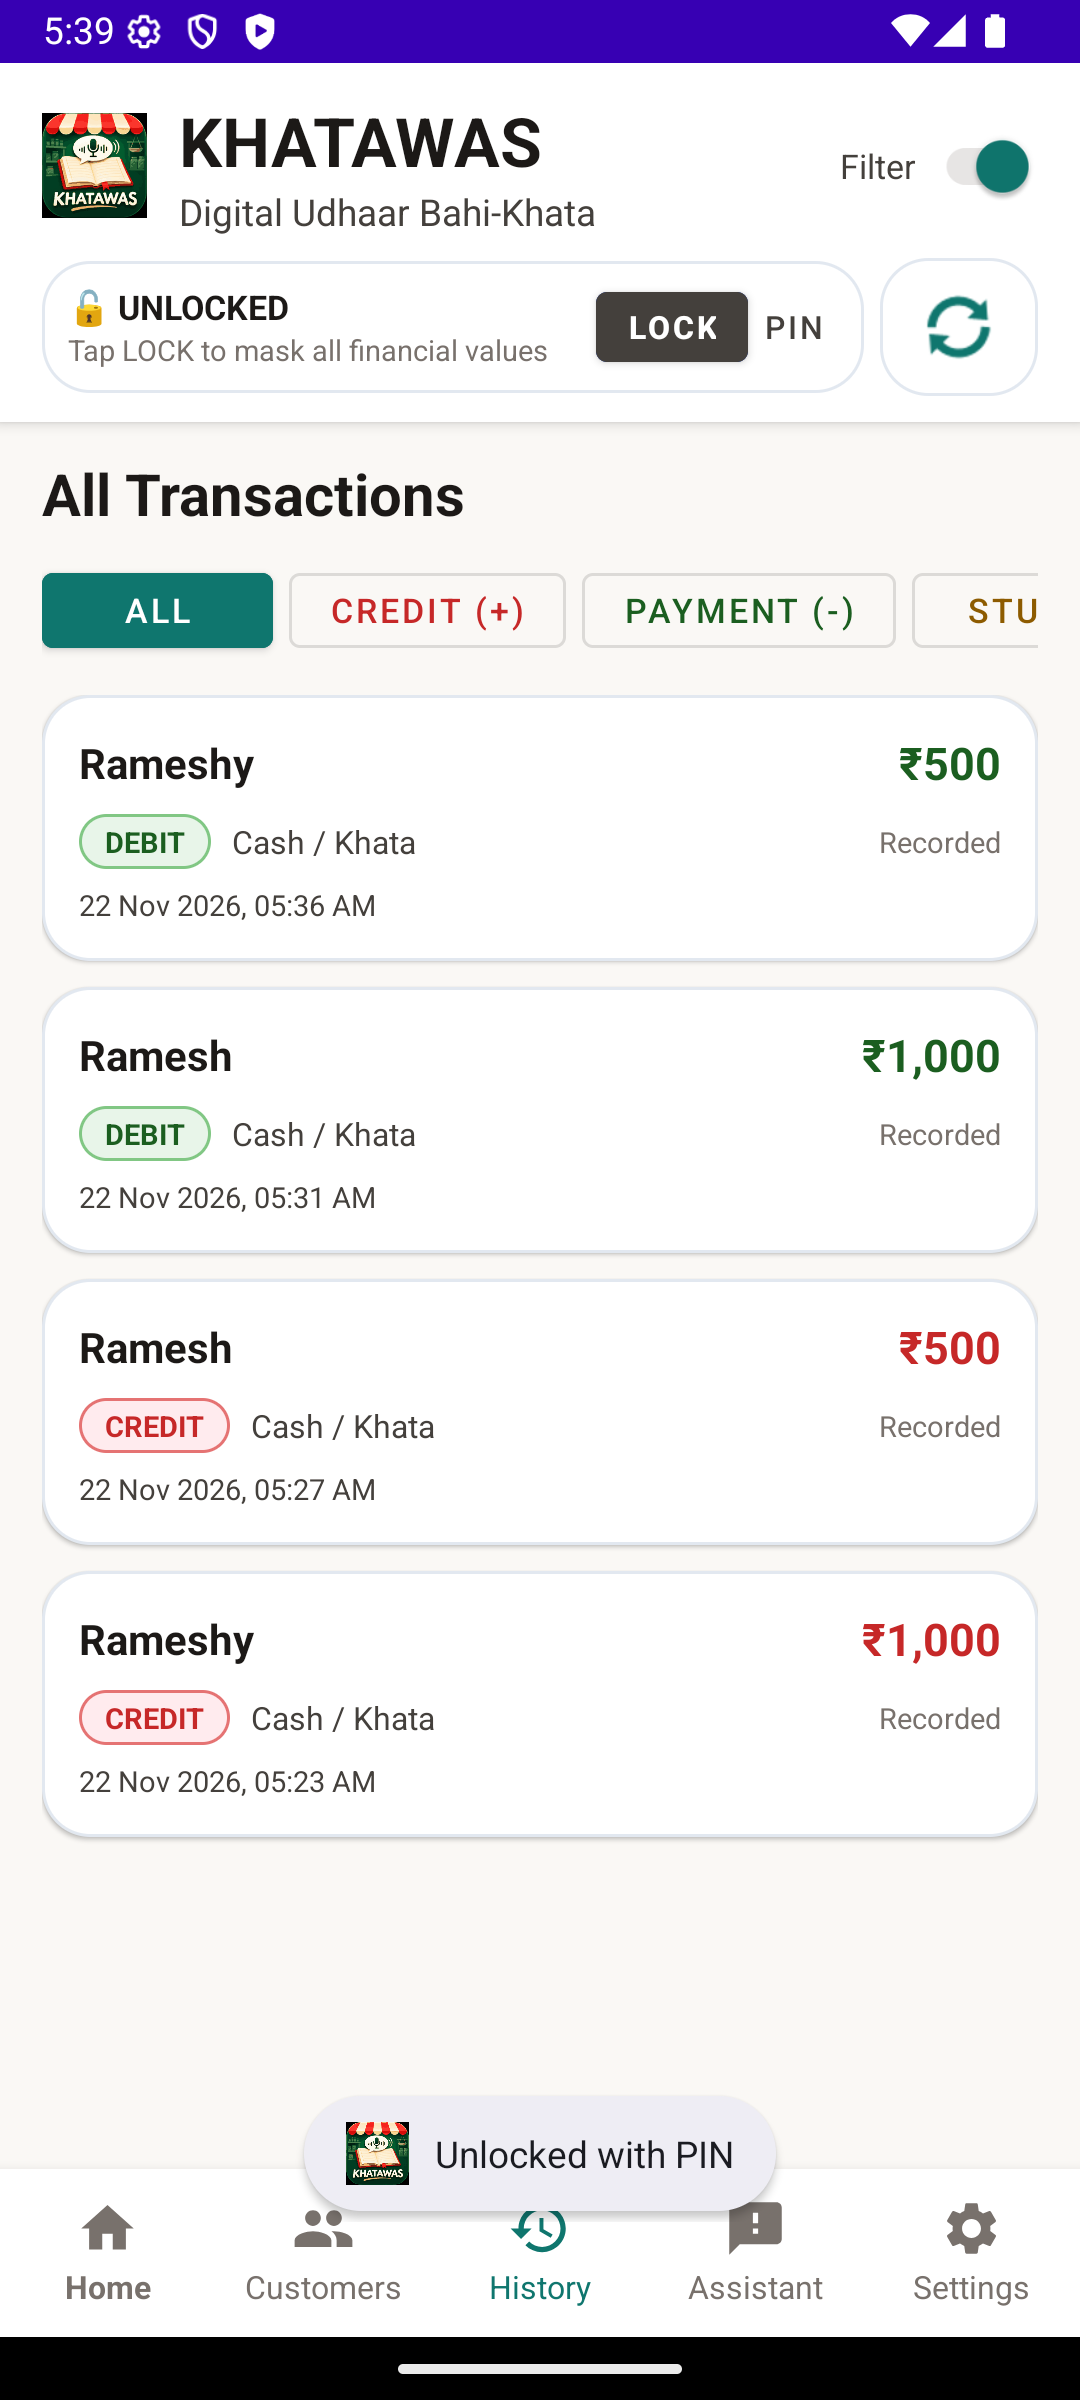 5:39
KHATAWAS
KHATAWAS
Digital Udhaar Bahi-Khata
Filter
🔓 UNLOCKED
Tap LOCK to mask all financial values
LOCK
PIN
All Transactions
ALL
CREDIT (+)
PAYMENT (-)
STU
Rameshy
₹500
DEBIT
Cash / Khata
Recorded
22 Nov 2026, 05:36 AM
Ramesh
₹1,000
DEBIT
Cash / Khata
Recorded
22 Nov 2026, 05:31 AM
Ramesh
₹500
CREDIT
Cash / Khata
Recorded
22 Nov 2026, 05:27 AM
Rameshy
₹1,000
CREDIT
Cash / Khata
Recorded
22 Nov 2026, 05:23 AM
KHATAWAS
Unlocked with PIN
Home
Customers
History
Assistant
Settings